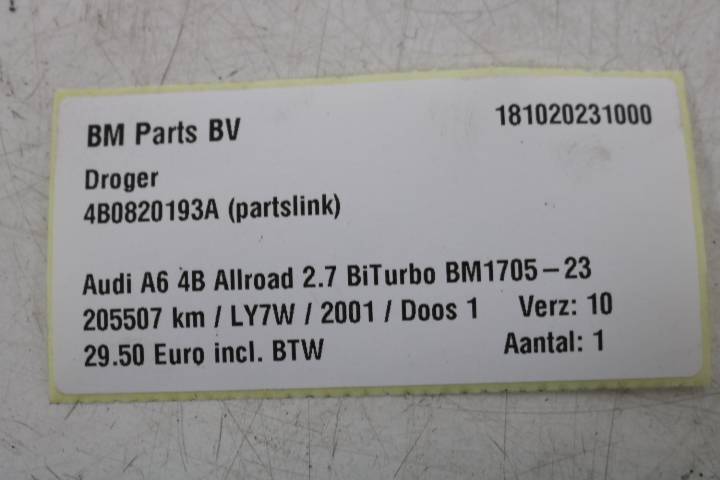 BM Parts BV 181020231000
Droger
4B0820193A (partslink)
Audi A6 4B Allroad 2.7 BiTurbo BM1705-23
205507 km / LY7W / 2001 / Doos 1 Verz: 10
29.50 Euro incl. BTW Aantal: 1